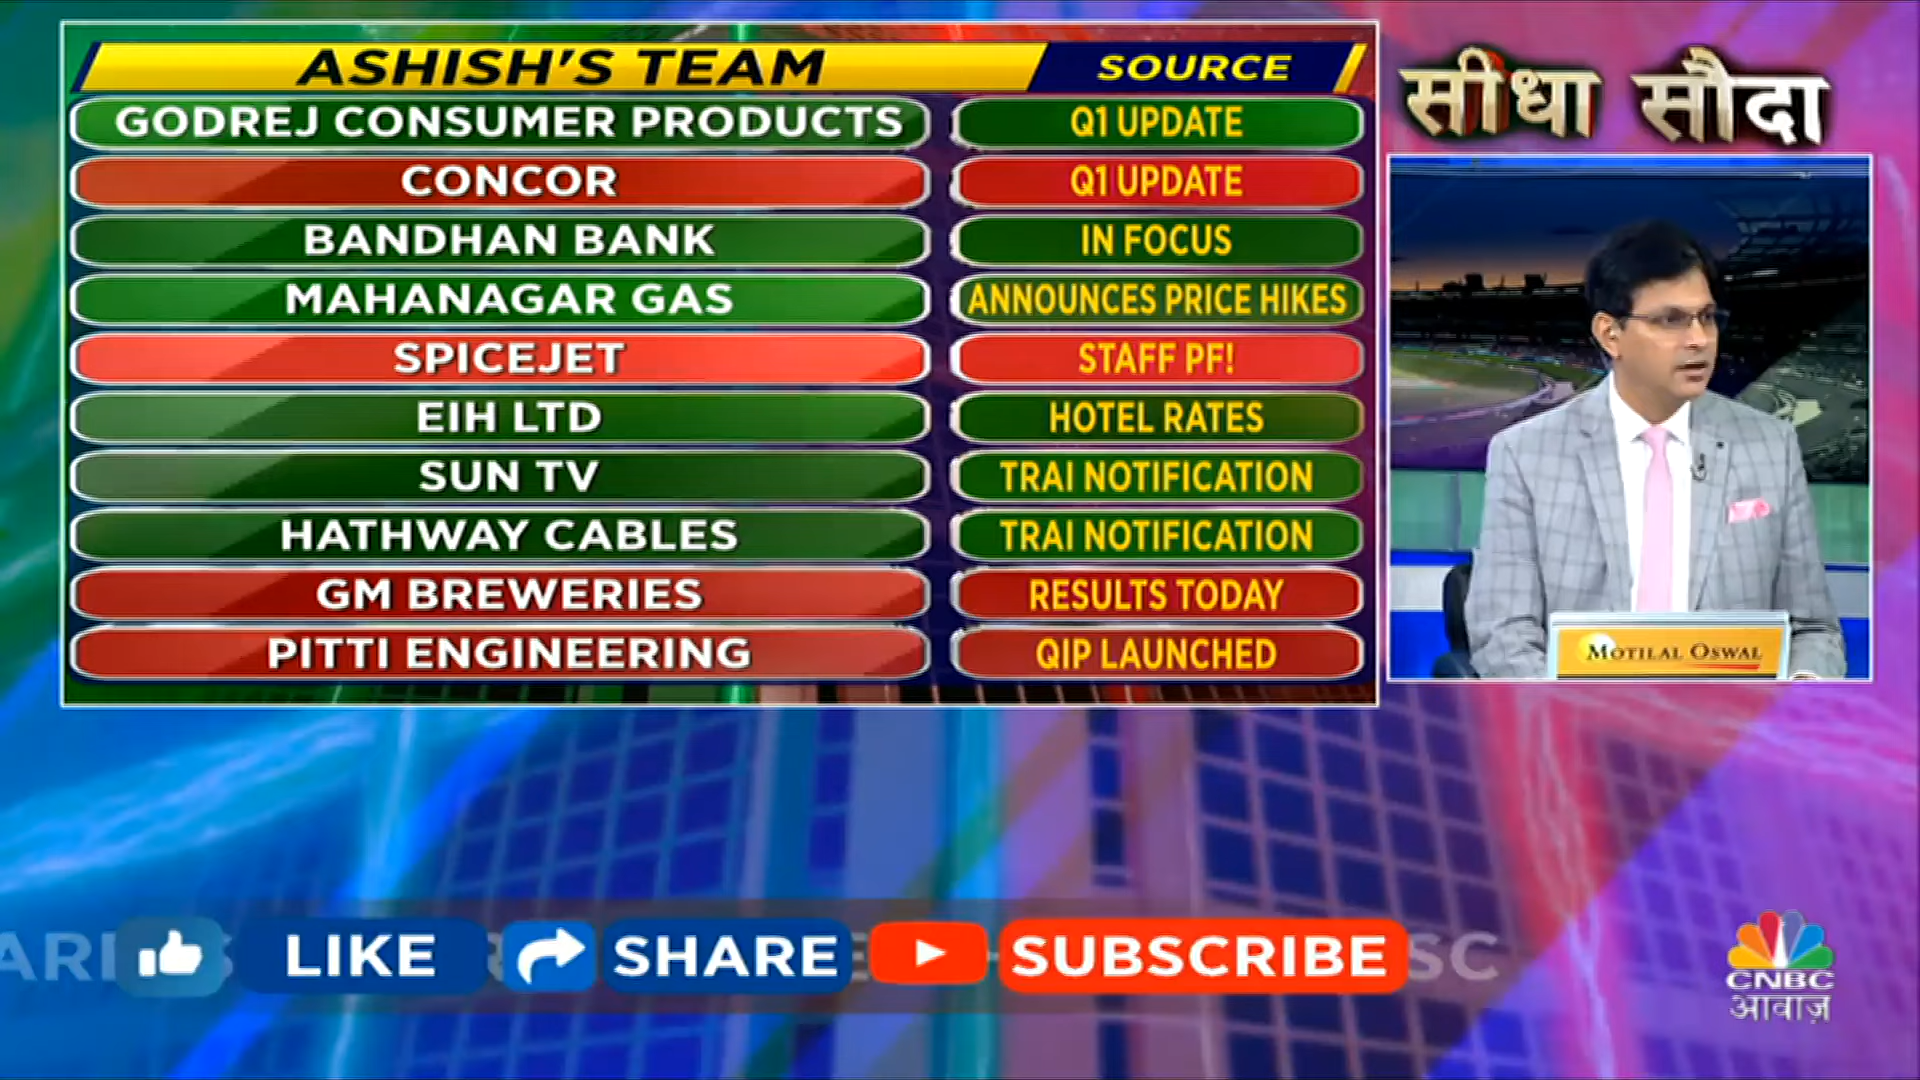 ASHISH'S TEAM SOURCE
GODREJ CONSUMER PRODUCTS Q1 UPDATE
CONCOR Q1 UPDATE
BANDHAN BANK IN FOCUS
MAHANAGAR GAS ANNOUNCES PRICE HIKES
SPICEJET STAFF PF!
EIH LTD HOTEL RATES
SUN TV TRAI NOTIFICATION
HATHWAY CABLES TRAI NOTIFICATION
GM BREWERIES RESULTS TODAY
PITTI ENGINEERING QIP LAUNCHED
सीधा सौदा
MOTILAL OSWAL
LIKE SHARE SUBSCRIBE
CNBC
आवाज़